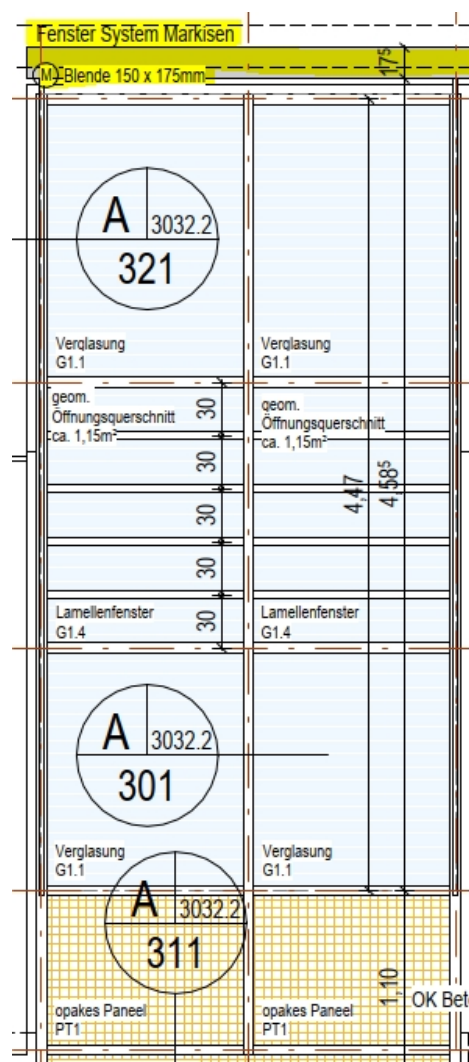 Fenster System Markisen
M Blende 150 x 175mm
17⁵
A 3032.2
321
Verglasung
G1.1
Verglasung
G1.1
geom.
Öffnungsquerschnitt
ca. 1,15m²
30
geom.
Öffnungsquerschnitt
ca. 1,15m²
30
30
4,47
4,58⁵
30
Lamellenfenster
G1.4
30
Lamellenfenster
G1.4
A 3032.2
301
Verglasung
G1.1
Verglasung
G1.1
A 3032.2
311
opakes Paneel
PT1
opakes Paneel
PT1
1,10
OK Bet